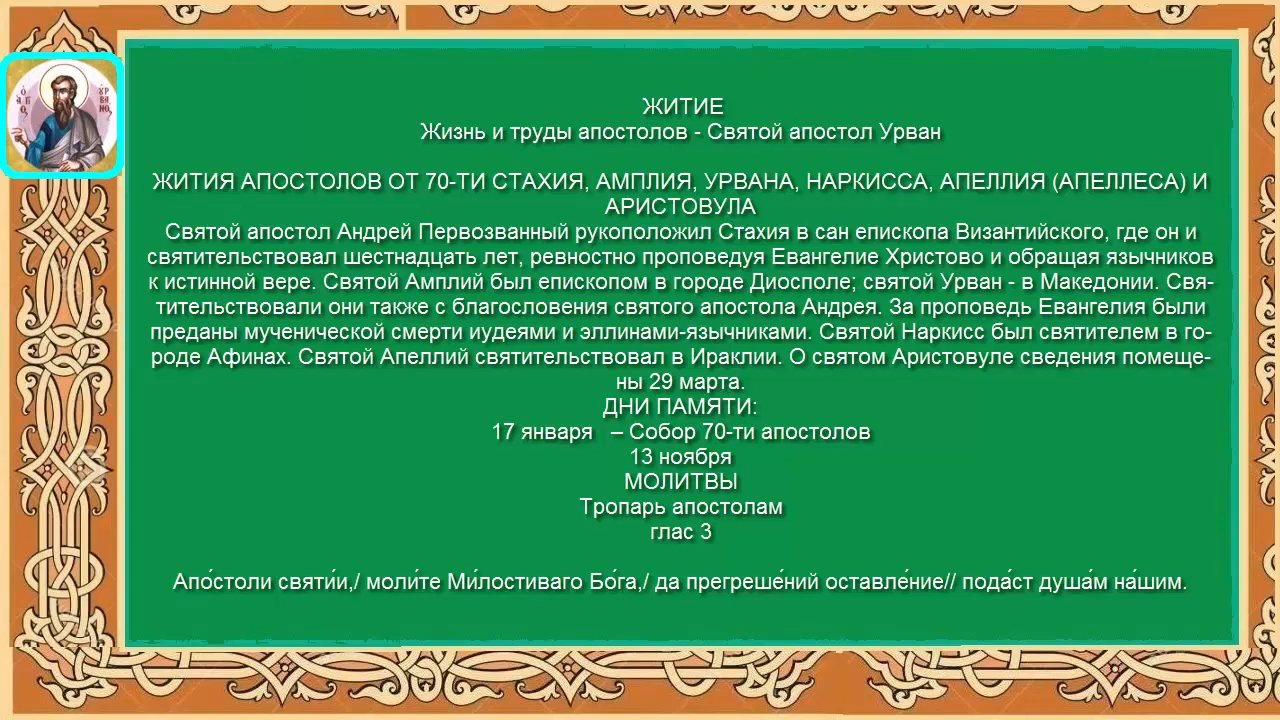 ЖИТИЕ
Жизнь и труды апостолов - Святой апостол Урван
ЖИТИЯ АПОСТОЛОВ ОТ 70-ТИ СТАХИЯ, АМПЛИЯ, УРВАНА, НАРКИССА, АПЕЛЛИЯ (АПЕЛЛЕСА) И
АРИСТОВУЛА
Святой апостол Андрей Первозванный рукоположил Стахия в сан епископа Византийского, где он и
святительствовал шестнадцать лет, ревностно проповедуя Евангелие Христово и обращая язычников
к истинной вере. Святой Амплий был епископом в городе Диосполе; святой Урван - в Македонии. Свя-
тительствовали они также с благословения святого апостола Андрея. За проповедь Евангелия были
преданы мученической смерти иудеями и эллинами-язычниками. Святой Наркисс был святителем в го-
роде Афинах. Святой Апеллий святительствовал в Ираклии. О святом Аристовуле сведения помеще-
ны 29 марта.
ДНИ ПАМЯТИ:
17 января – Собор 70-ти апостолов
13 ноября
МОЛИТВЫ
Тропарь апостолам
глас 3
Апо́столи святи́и,/ моли́те Ми́лостиваго Бо́га,/ да прегреше́ний оставле́ние// пода́ст душа́м на́шим.